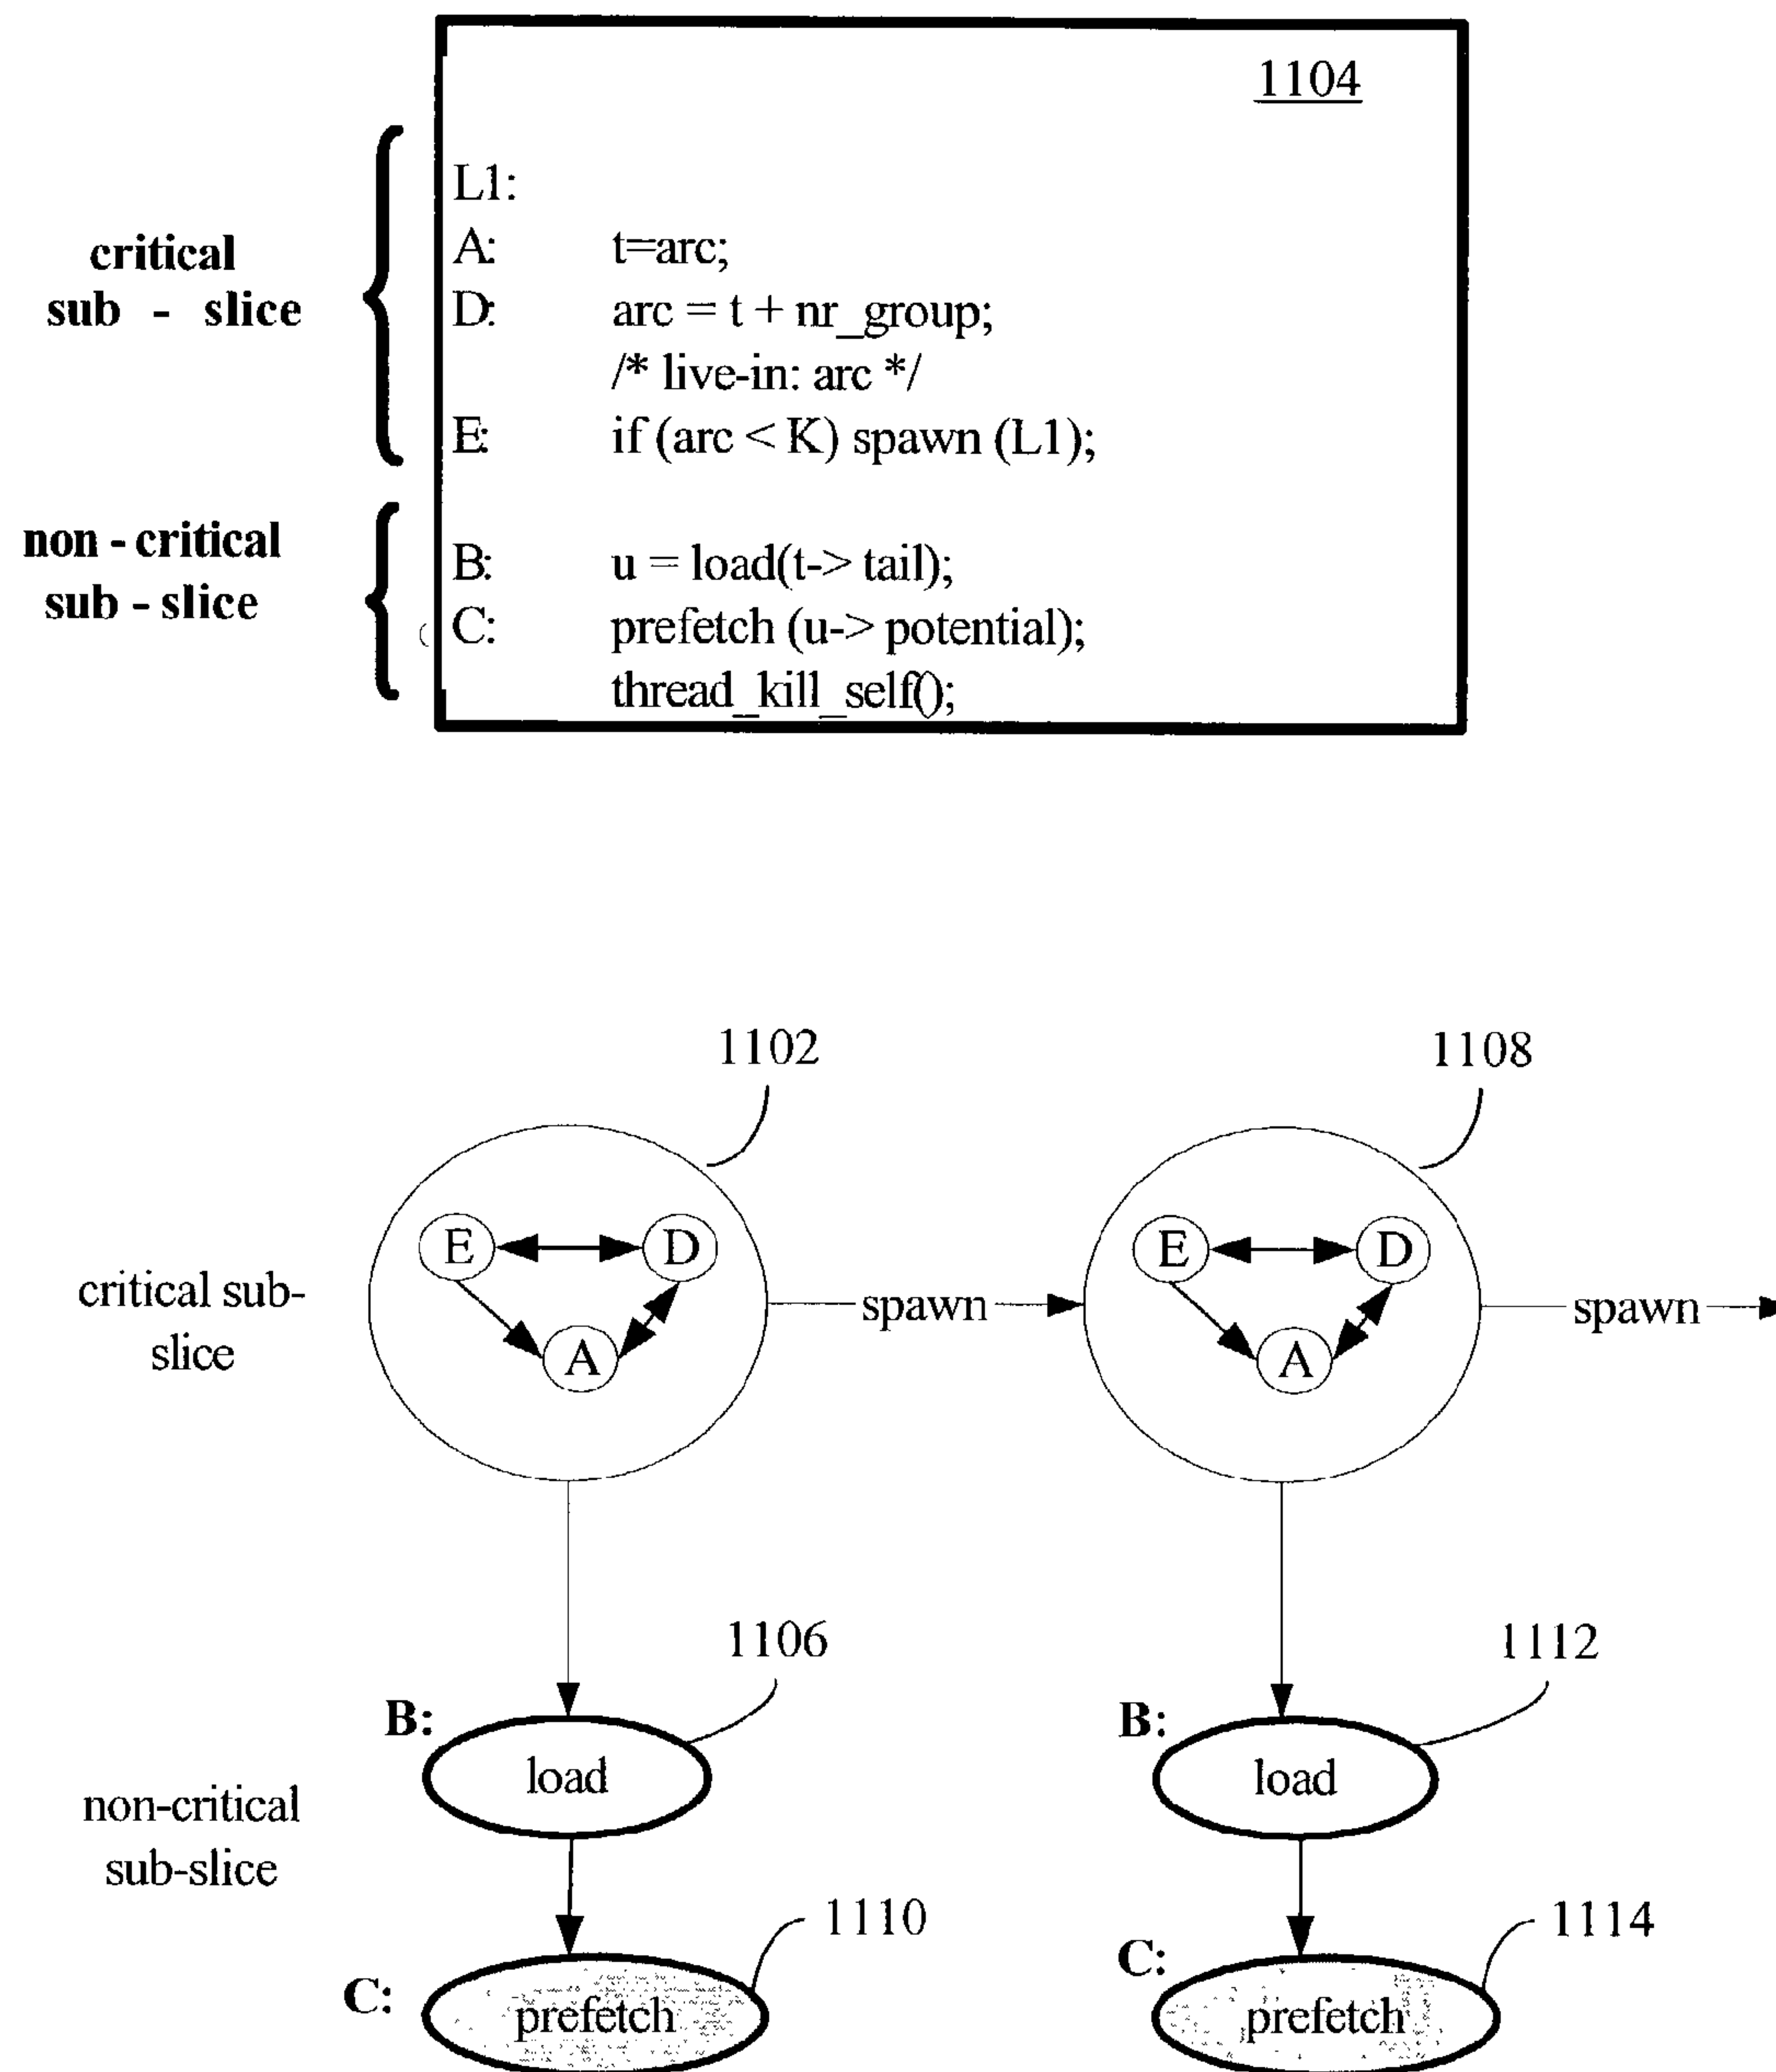 1104
critical
sub - slice
L1:
A: t=arc;
D: arc = t + nr_group;
/* live-in: arc */
E: if (arc < K) spawn (L1);
non - critical
sub - slice
B: u = load(t-> tail);
C: prefetch (u-> potential);
thread_kill_self();
1102
1108
E D
A
E D
A
critical sub-
slice
spawn
spawn
1106
1112
B: load
B: load
non-critical
sub-slice
1110
1114
C: prefetch
C: prefetch